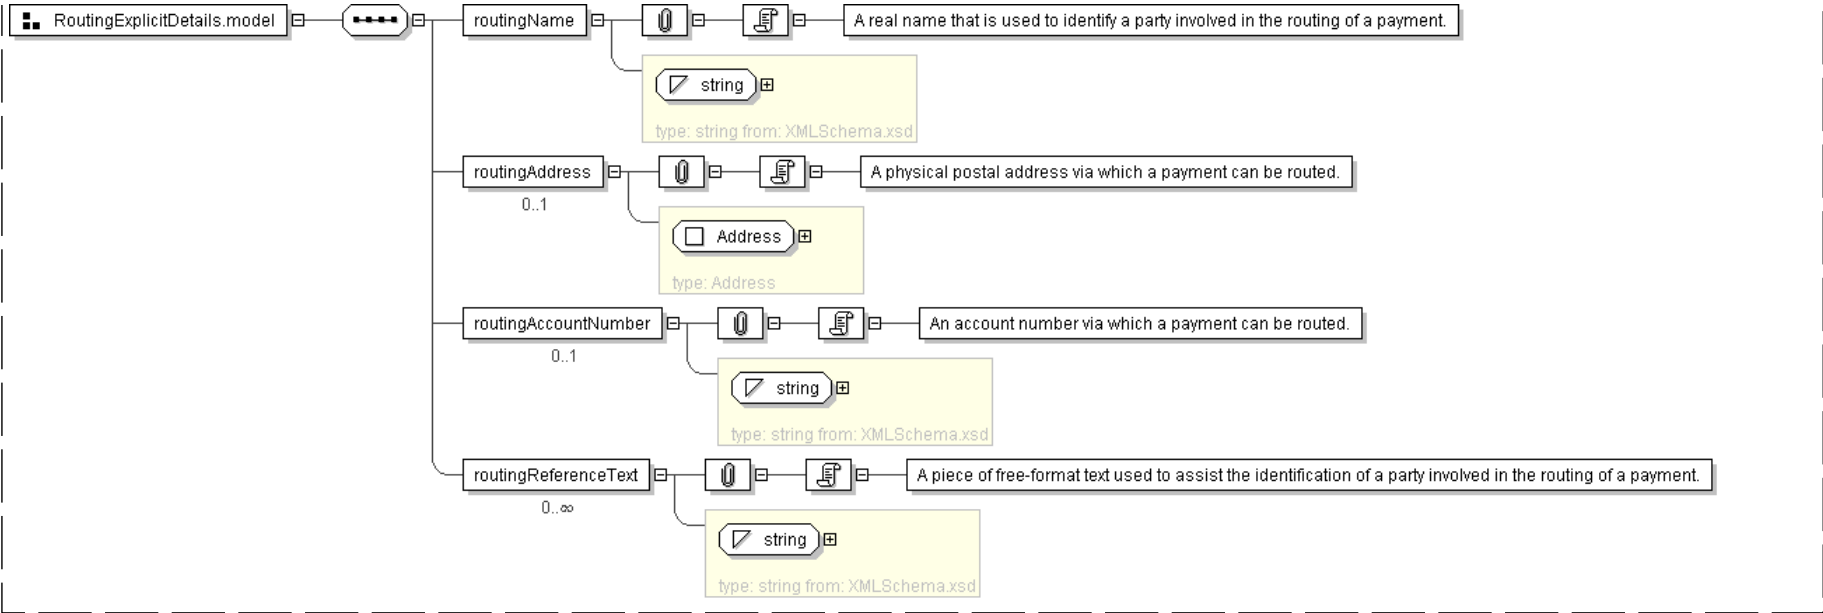 RoutingExplicitDetails.model
routingName
A real name that is used to identify a party involved in the routing of a payment.
string
type: string from: XMLSchema.xsd
routingAddress
A physical postal address via which a payment can be routed.
0..1
Address
type: Address
routingAccountNumber
An account number via which a payment can be routed.
0..1
string
type: string from: XMLSchema.xsd
routingReferenceText
A piece of free-format text used to assist the identification of a party involved in the routing of a payment.
0..∞
string
type: string from: XMLSchema.xsd